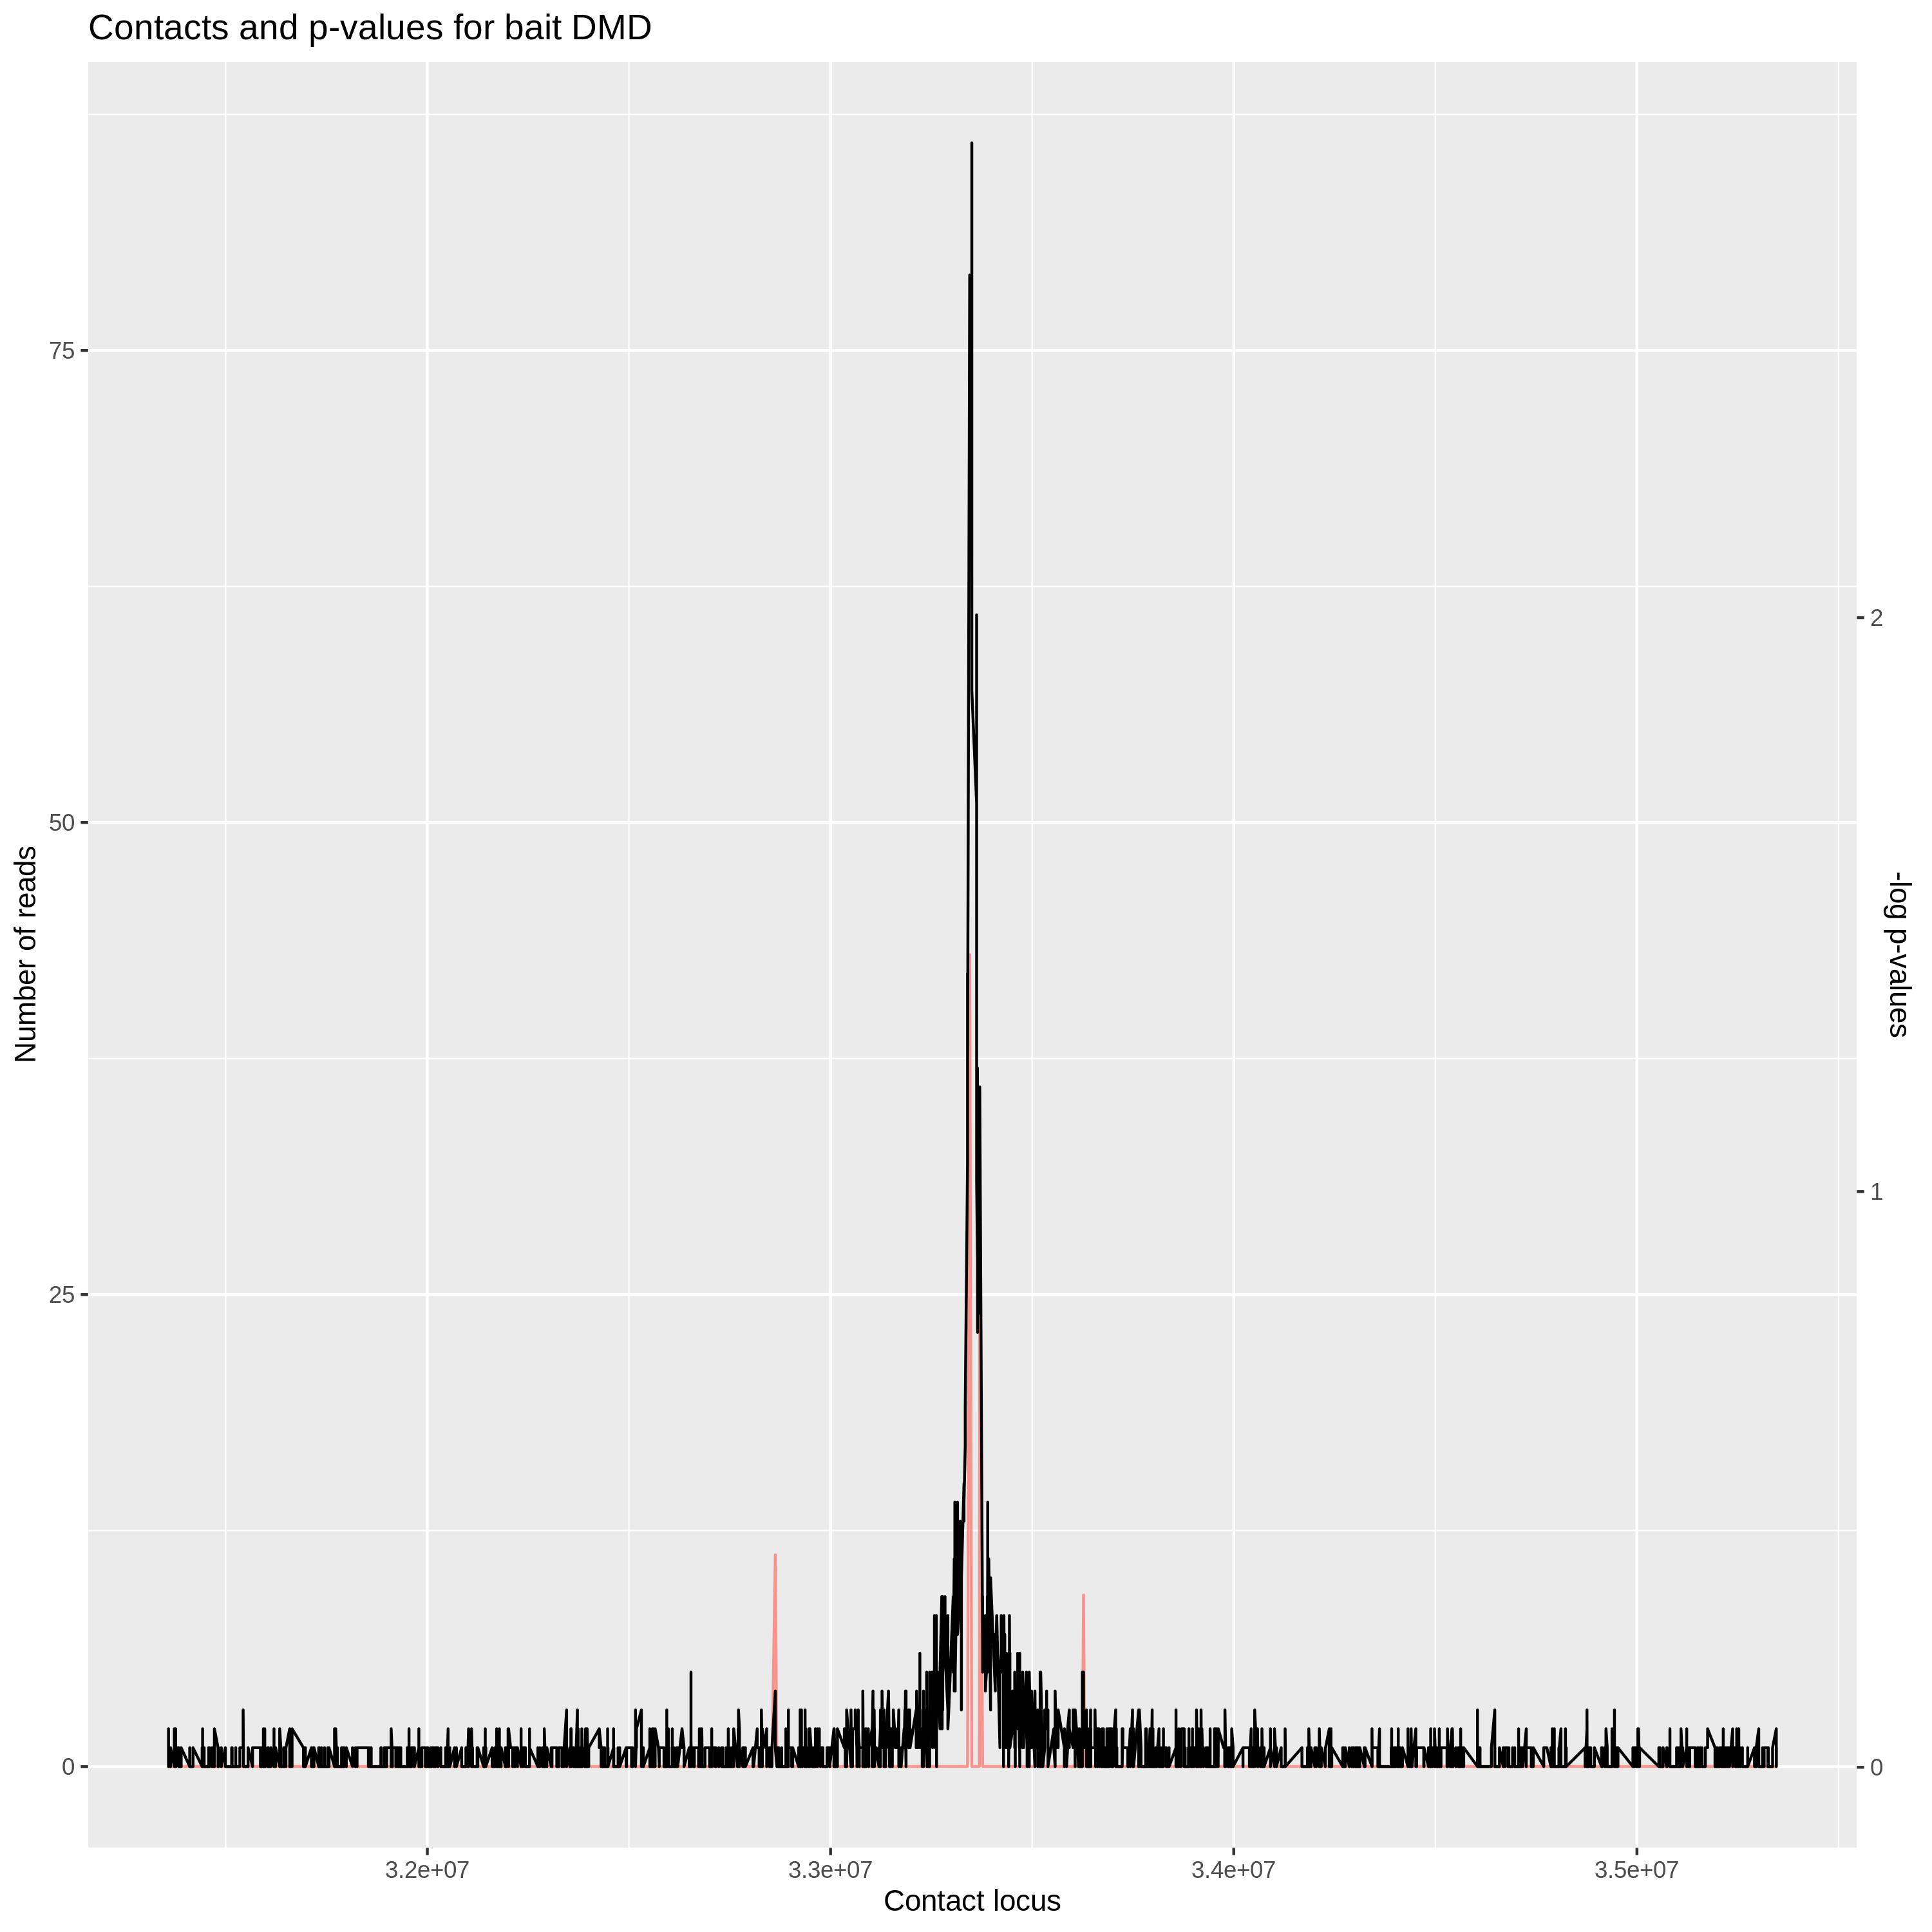 Contacts and p-values for bait DMD
75
50
25
0
Number of reads
2
1
0
-log p-values
3.2e+07
3.3e+07
3.4e+07
3.5e+07
Contact locus